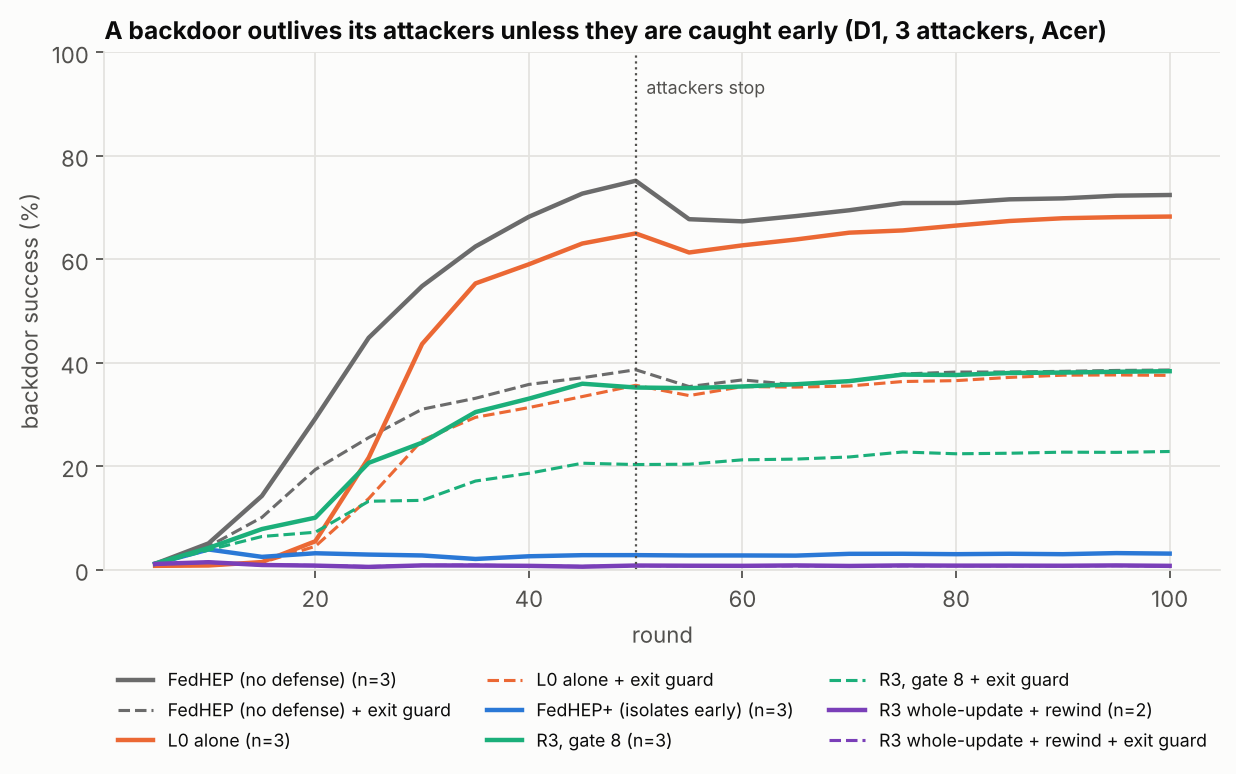 A backdoor outlives its attackers unless they are caught early (D1, 3 attackers, Acer)
100
80
60
40
20
0
backdoor success (%)
attackers stop
20 40 60 80 100
round
FedHEP (no defense) (n=3)
FedHEP (no defense) + exit guard
L0 alone (n=3)
L0 alone + exit guard
FedHEP+ (isolates early) (n=3)
R3, gate 8 (n=3)
R3, gate 8 + exit guard
R3 whole-update + rewind (n=2)
R3 whole-update + rewind + exit guard